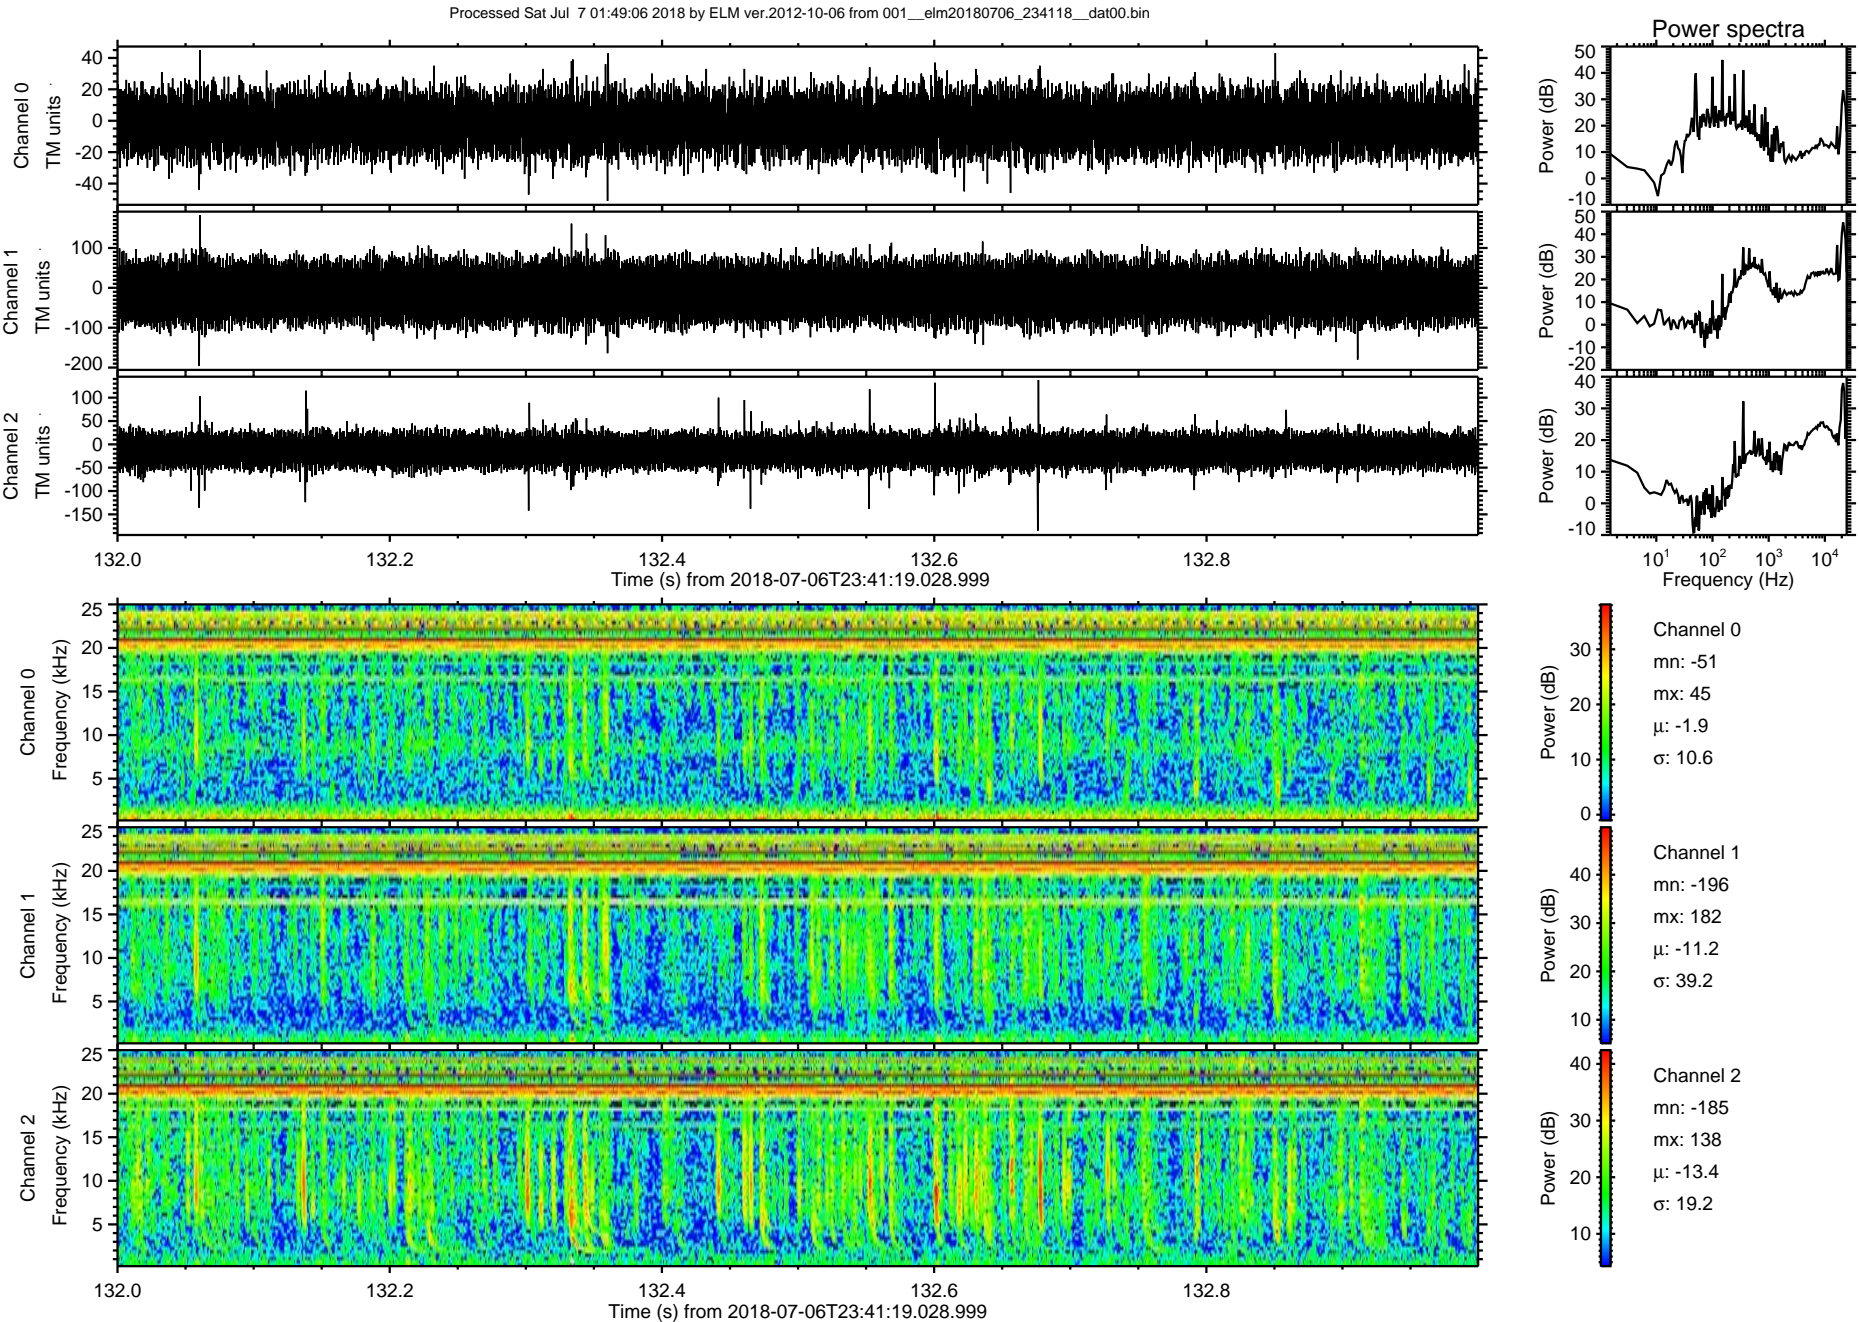 Processed Sat Jul 7 01:49:06 2018 by ELM ver.2012-10-06 from 001__elm20180706_234118__dat00.bin
Power spectra
Channel 0
TM units
40
20
0
-20
-40
Power (dB)
50
40
30
20
10
0
-10
Channel 1
TM units
100
0
-100
-200
Power (dB)
50
40
30
20
10
0
-10
-20
Channel 2
TM units
100
50
0
-50
-100
-150
Power (dB)
40
30
20
10
0
-10
132.0 132.2 132.4 132.6 132.8
Time (s) from 2018-07-06T23:41:19.028.999
10^1 10^2 10^3 10^4
Frequency (Hz)
Channel 0
Frequency (kHz)
25
20
15
10
5
Power (dB)
30
20
10
0
Channel 0
mn: -51
mx: 45
μ: -1.9
σ: 10.6
Channel 1
Frequency (kHz)
25
20
15
10
5
Power (dB)
40
30
20
10
Channel 1
mn: -196
mx: 182
μ: -11.2
σ: 39.2
Channel 2
Frequency (kHz)
25
20
15
10
5
Power (dB)
40
30
20
10
Channel 2
mn: -185
mx: 138
μ: -13.4
σ: 19.2
132.0 132.2 132.4 132.6 132.8
Time (s) from 2018-07-06T23:41:19.028.999